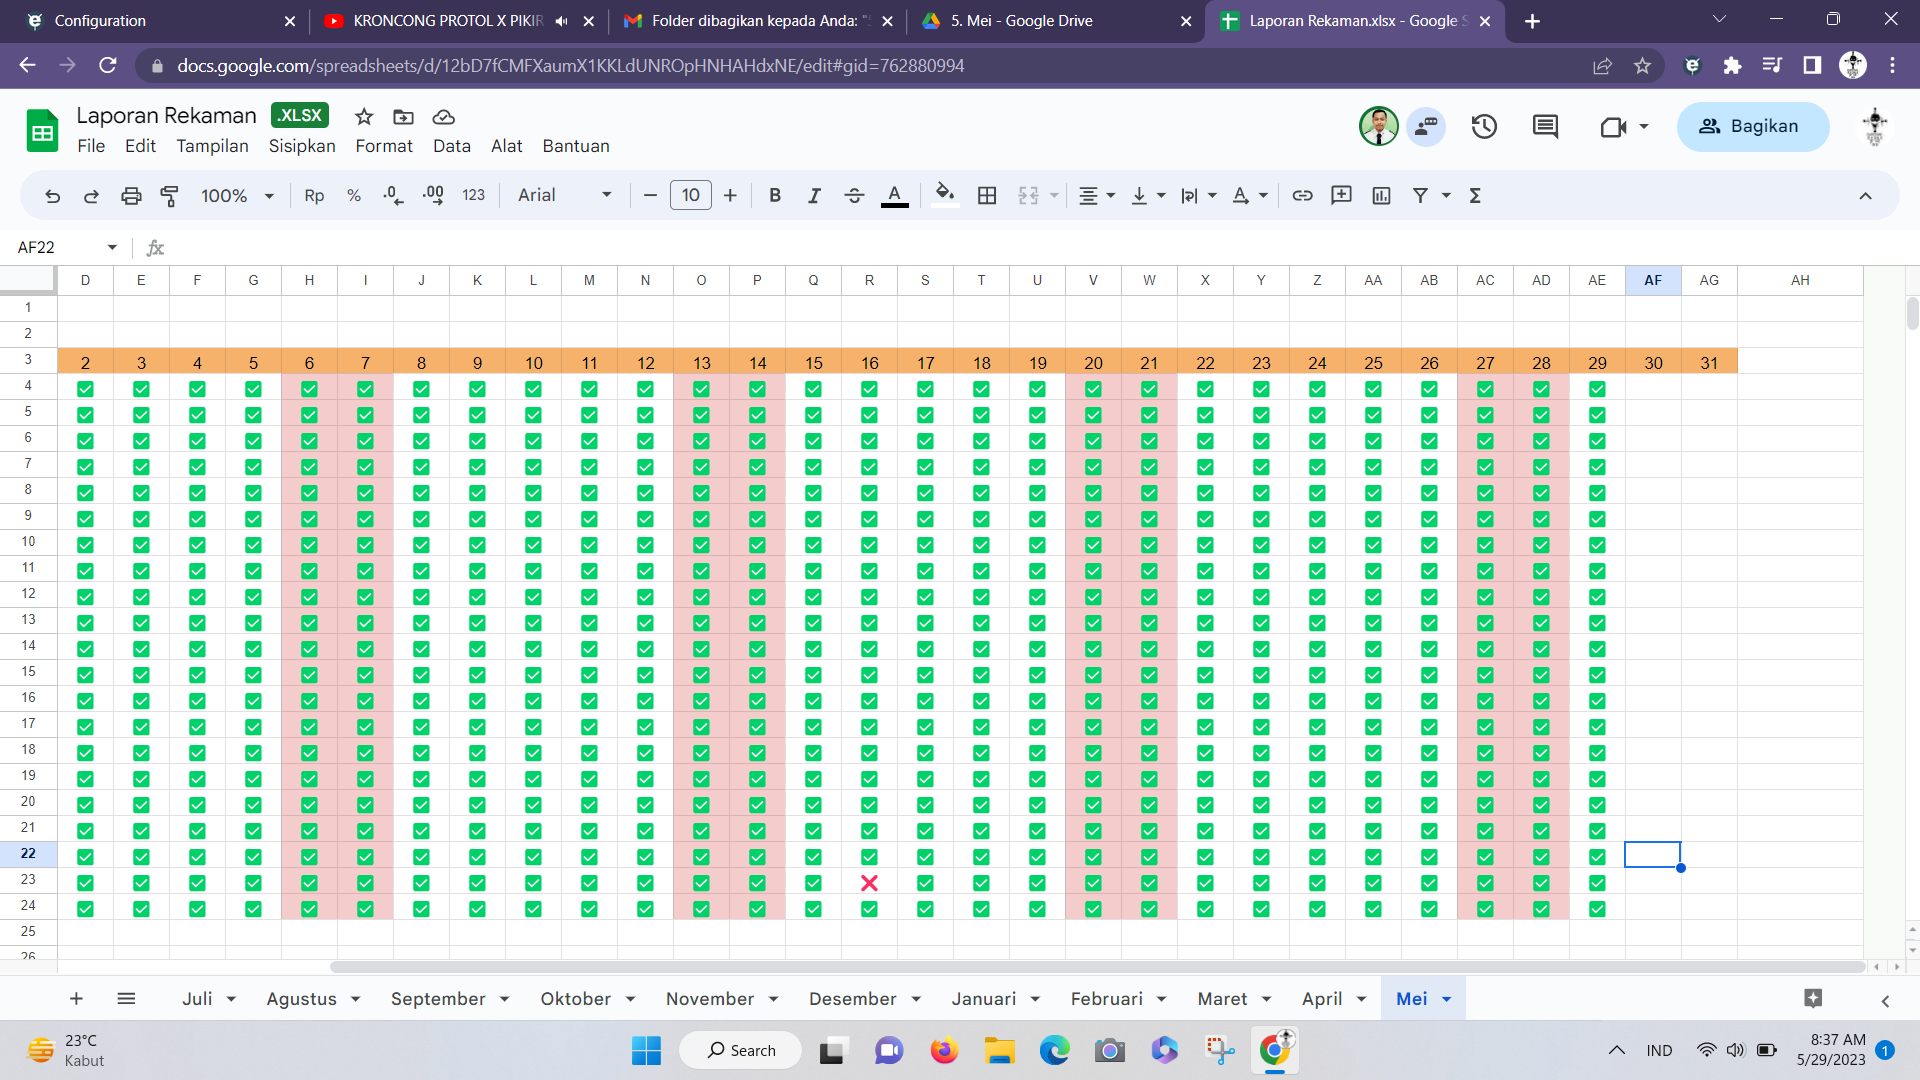 Configuration
KRONCONG PROTOL X PIKIR
Folder dibagikan kepada Anda: "
5. Mei - Google Drive
Laporan Rekaman.xlsx - Google S
docs.google.com/spreadsheets/d/12bD7fCMFXaumX1KKLdUNROpHNHAHdxNE/edit#gid=762880994
Laporan Rekaman .XLSX
File Edit Tampilan Sisipkan Format Data Alat Bantuan
Bagikan
100% Rp % .0 .00 123 Arial 10 B I S A Σ
AF22 fx
D E F G H I J K L M N O P Q R S T U V W X Y Z AA AB AC AD AE AF AG AH
1
2
3 2 3 4 5 6 7 8 9 10 11 12 13 14 15 16 17 18 19 20 21 22 23 24 25 26 27 28 29 30 31
4
5
6
7
8
9
10
11
12
13
14
15
16
17
18
19
20
21
22
23
24
25
26
Juli Agustus September Oktober November Desember Januari Februari Maret April Mei
23°C
Kabut
Search
IND
8:37 AM
5/29/2023
1